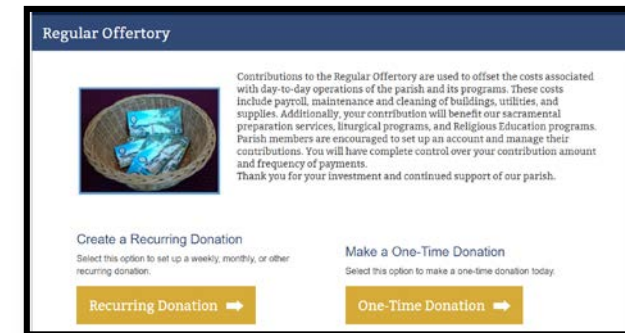 Regular Offertory
Contributions to the Regular Offertory are used to offset the costs associated
with day-to-day operations of the parish and its programs. These costs
include payroll, maintenance and cleaning of buildings, utilities, and
supplies. Additionally, your contribution will benefit our sacramental
preparation services, liturgical programs, and Religious Education programs.
Parish members are encouraged to set up an account and manage their
contributions. You will have complete control over your contribution amount
and frequency of payments.
Thank you for your investment and continued support of our parish.
Create a Recurring Donation
Select this option to set up a weekly, monthly, or other
recurring donation.
Recurring Donation
Make a One-Time Donation
Select this option to make a one-time donation today.
One-Time Donation